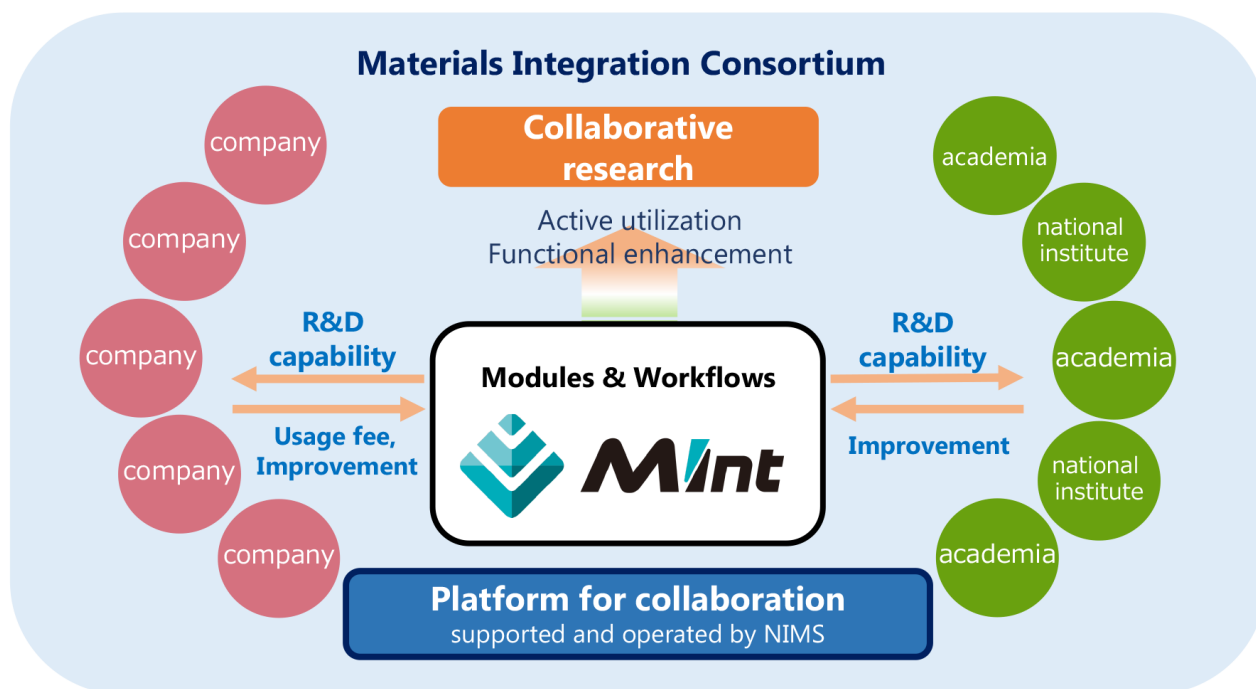 Materials Integration Consortium
Collaborative
research
Active utilization
Functional enhancement
company
company
company
company
company
R&D
capability
Usage fee,
Improvement
Modules & Workflows
Mint
R&D
capability
Improvement
academia
national
institute
academia
national
institute
academia
Platform for collaboration
supported and operated by NIMS